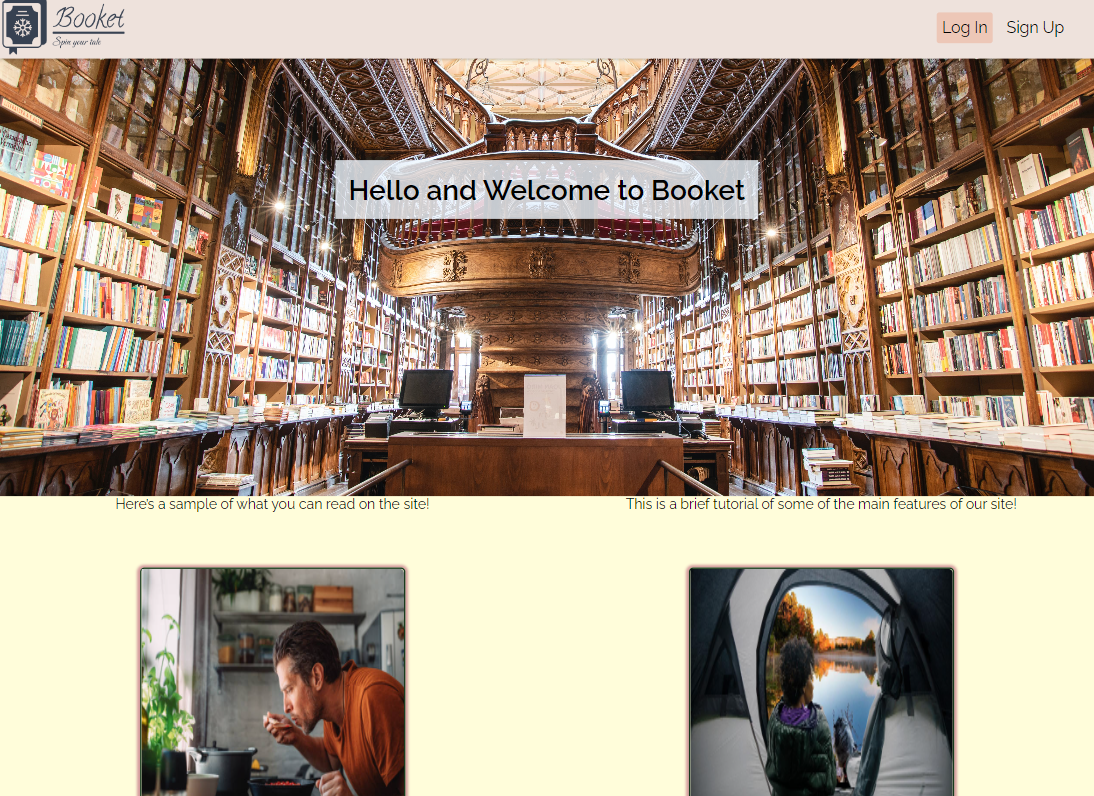 Booket
Spin your tale
Log In
Sign Up
Hello and Welcome to Booket
Here's a sample of what you can read on the site!
This is a brief tutorial of some of the main features of our site!